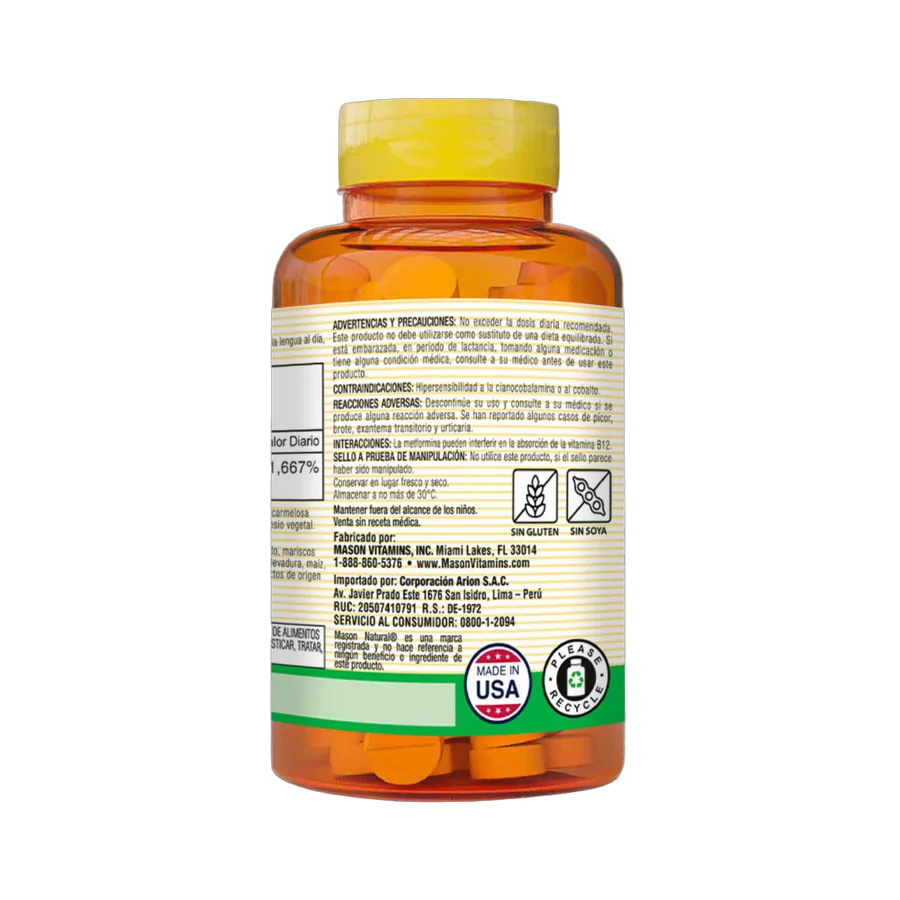 la lengua al día,
alor Diario
1,667%
carmelosa
esio vegetal.
to, mariscos
levadura, maíz,
ctos de origen
DE ALIMENTOS
STICAR, TRATAR,
ADVERTENCIAS Y PRECAUCIONES: No exceder la dosis diaria recomendada.
Este producto no debe utilizarse como sustituto de una dieta equilibrada. Si
está embarazada, en período de lactancia, tomando alguna medicación o
tiene alguna condición médica, consulte a su médico antes de usar este
producto.
CONTRAINDICACIONES: Hipersensibilidad a la cianocobalamina o al cobalto.
REACCIONES ADVERSAS: Descontinúe su uso y consulte a su médico si se
produce alguna reacción adversa. Se han reportado algunos casos de picor,
brote, exantema transitorio y urticaria.
INTERACCIONES: La metformina pueden interferir en la absorción de la vitamina B12.
SELLO A PRUEBA DE MANIPULACIÓN: No utilice este producto, si el sello parece
haber sido manipulado.
Conservar en lugar fresco y seco.
Almacenar a no más de 30°C.
Mantener fuera del alcance de los niños.
Venta sin receta médica.
SIN GLUTEN
SIN SOYA
Fabricado por:
MASON VITAMINS, INC. Miami Lakes, FL 33014
1-888-860-5376 • www.MasonVitamins.com
Importado por: Corporación Arion S.A.C.
Av. Javier Prado Este 1676 San Isidro, Lima – Perú
RUC: 20507410791 R.S.: DE-1972
SERVICIO AL CONSUMIDOR: 0800-1-2094
Mason Natural® es una marca
registrada y no hace referencia a
ningún beneficio o ingrediente de
este producto.
MADE IN
USA
PLEASE
RECYCLE